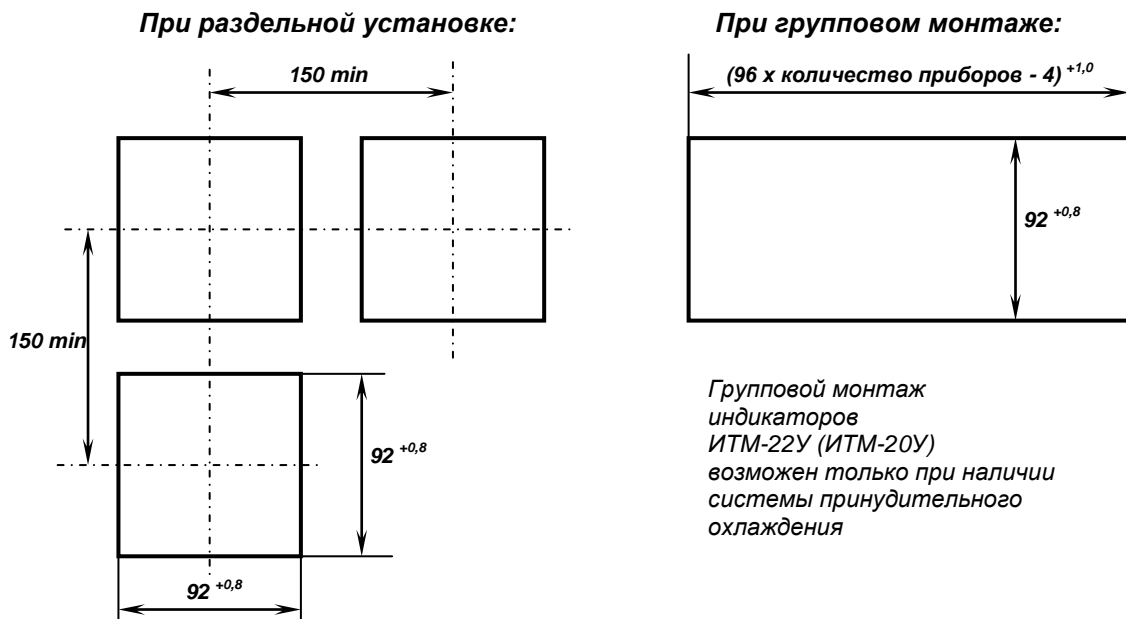 При раздельной установке:
При групповом монтаже:
150 min
(96 х количество приборов - 4) +1,0
92 +0,8
150 min
92 +0,8
92 +0,8
Групповой монтаж
индикаторов
ИТМ-22У (ИТМ-20У)
возможен только при наличии
системы принудительного
охлаждения